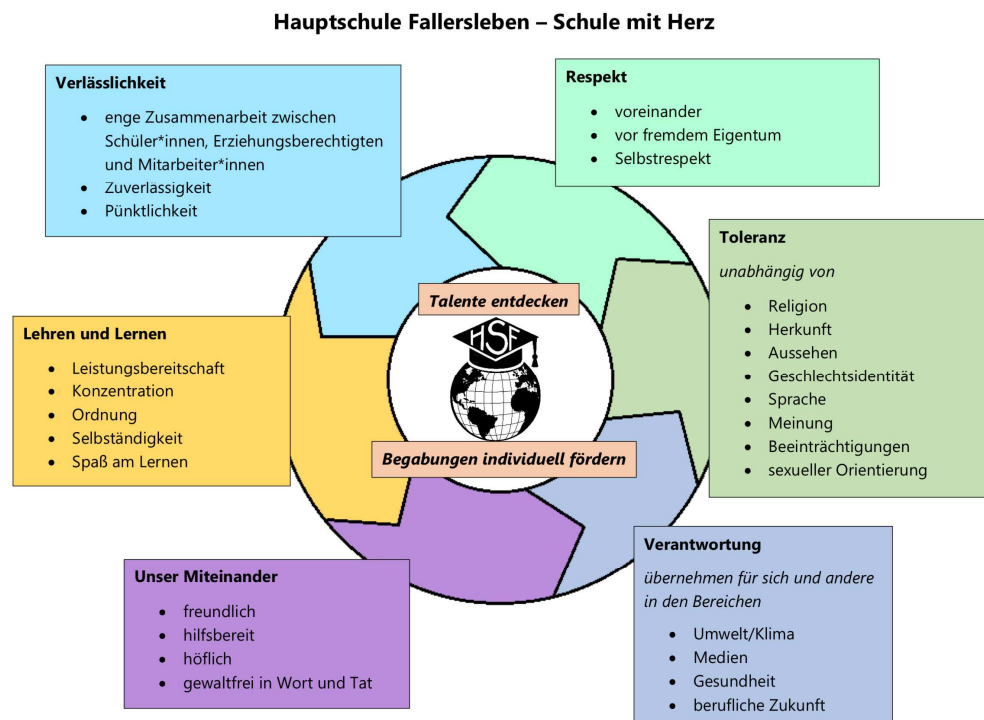 Hauptschule Fallersleben – Schule mit Herz
Verlässlichkeit
• enge Zusammenarbeit zwischen
Schüler*innen, Erziehungsberechtigten
und Mitarbeiter*innen
• Zuverlässigkeit
• Pünktlichkeit
Respekt
• voreinander
• vor fremdem Eigentum
• Selbstrespekt
Toleranz
unabhängig von
• Religion
• Herkunft
• Aussehen
• Geschlechtsidentität
• Sprache
• Meinung
• Beeinträchtigungen
• sexueller Orientierung
Talente entdecken
HSF
Begabungen individuell fördern
Lehren und Lernen
• Leistungsbereitschaft
• Konzentration
• Ordnung
• Selbständigkeit
• Spaß am Lernen
Unser Miteinander
• freundlich
• hilfsbereit
• höflich
• gewaltfrei in Wort und Tat
Verantwortung
übernehmen für sich und andere
in den Bereichen
• Umwelt/Klima
• Medien
• Gesundheit
• berufliche Zukunft